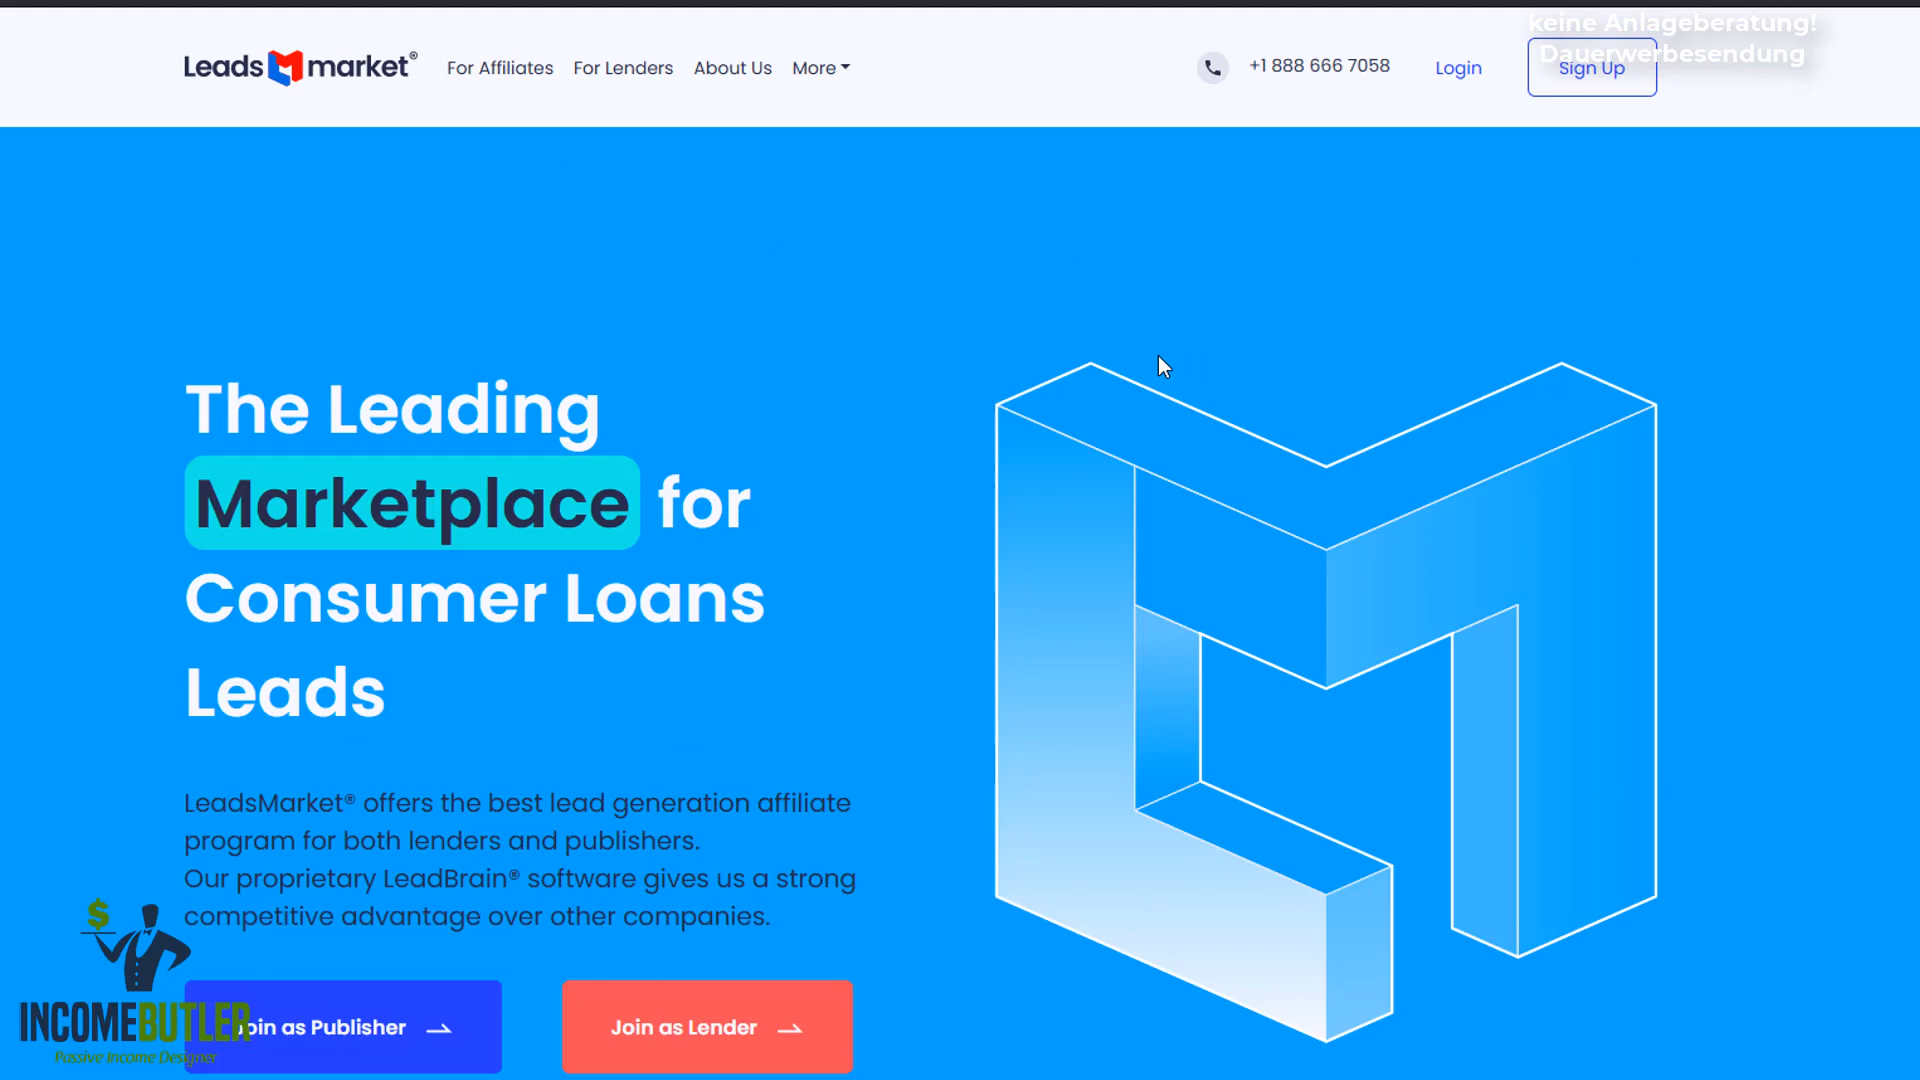 keine Anlageberatung!
Dauerwerbesendung
Leads market®
For Affiliates
For Lenders
About Us
More
+1 888 666 7058
Login
Sign Up
The Leading
Marketplace for
Consumer Loans
Leads
LeadsMarket® offers the best lead generation affiliate
program for both lenders and publishers.
Our proprietary LeadBrain® software gives us a strong
competitive advantage over other companies.
Join as Publisher
Join as Lender
$
INCOMEBUTLER
Passive Income Designer